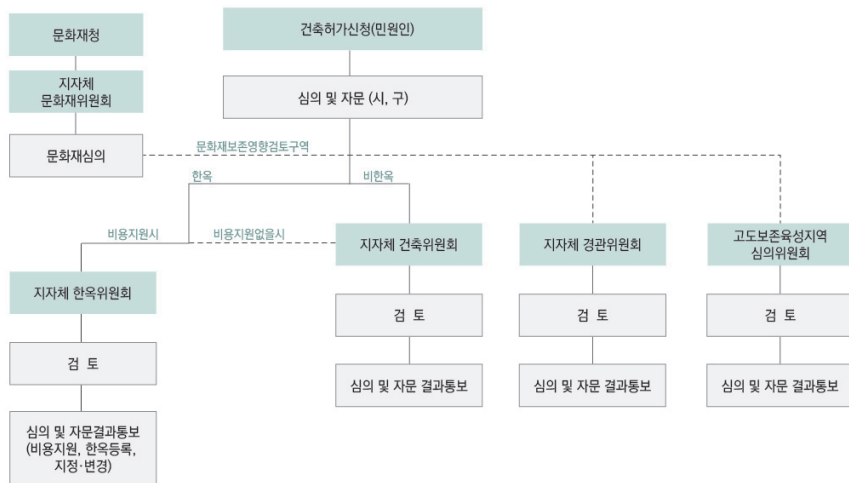 문화재청
건축허가신청(민원인)
지자체
문화재위원회
심의 및 자문 (시, 구)
문화재심의
문화재보존영향검토구역
한옥
비한옥
비용지원시
비용지원없을시
지자체 건축위원회
지자체 경관위원회
고도보존육성지역
심의위원회
지자체 한옥위원회
검 토
검 토
검 토
검 토
심의 및 자문 결과통보
심의 및 자문 결과통보
심의 및 자문 결과통보
심의 및 자문결과통보
(비용지원, 한옥등록,
지정·변경)